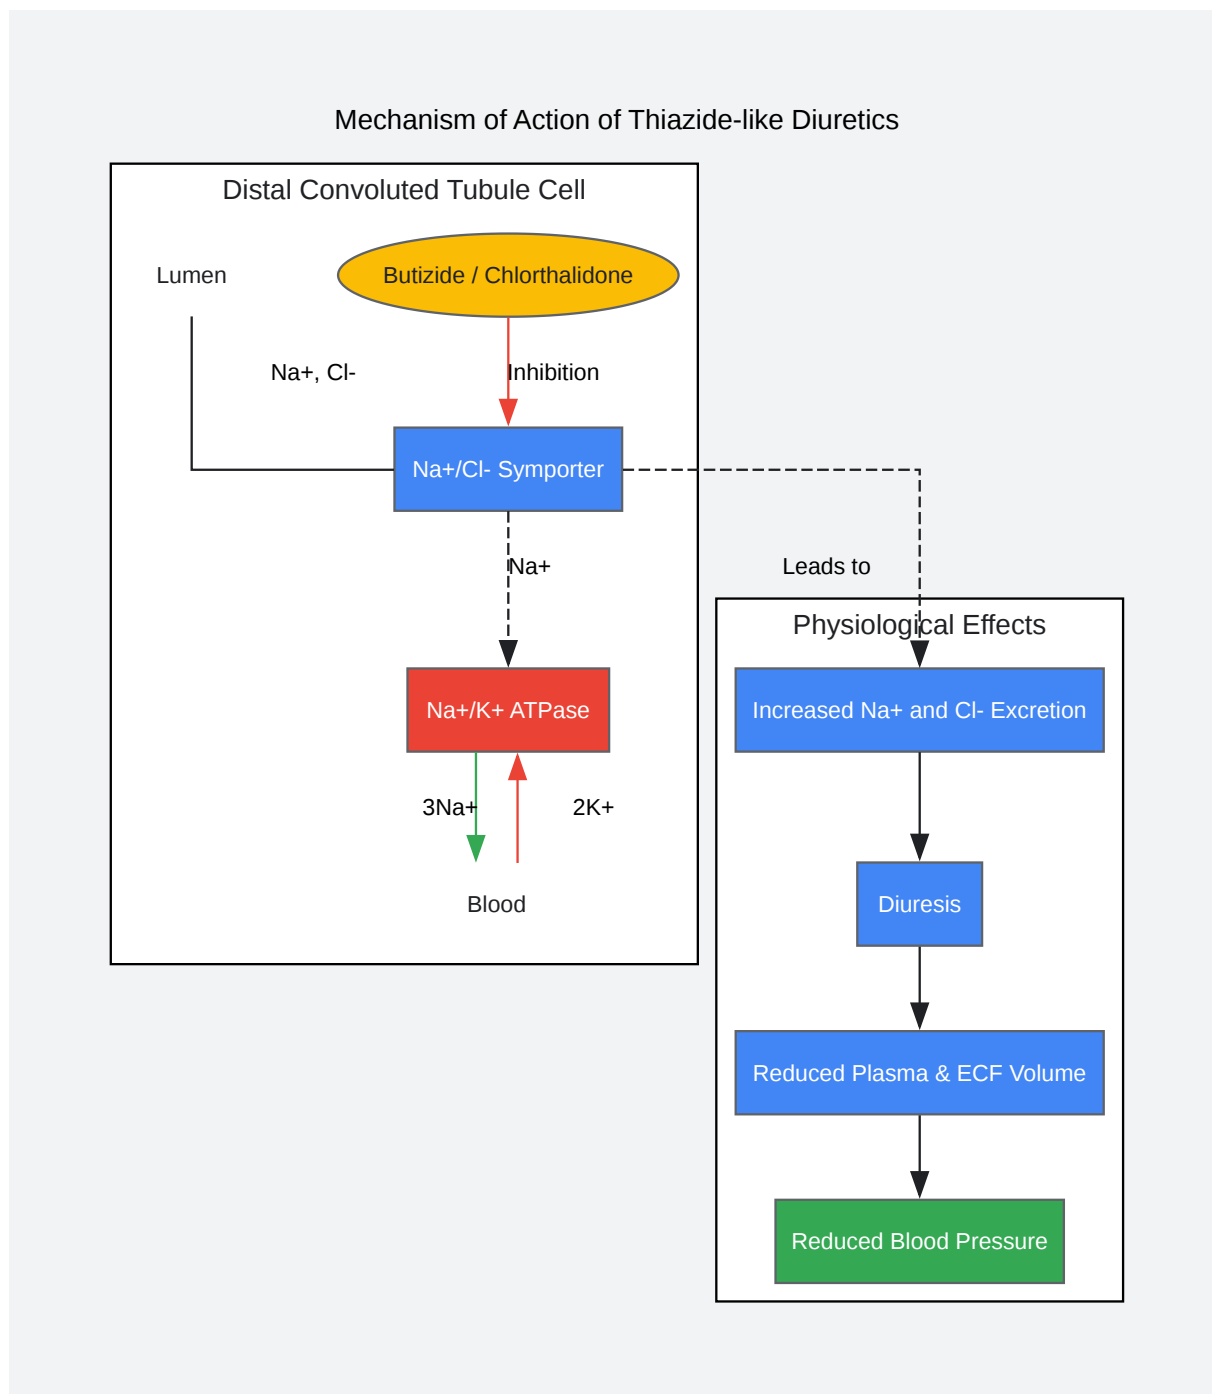 Mechanism of Action of Thiazide-like Diuretics
Distal Convoluted Tubule Cell
Lumen
Butizide / Chlorthalidone
Na+, Cl-
Inhibition
Na+/Cl- Symporter
Na+
Na+/K+ ATPase
3Na+
2K+
Blood
Leads to
Physiological Effects
Increased Na+ and Cl- Excretion
Diuresis
Reduced Plasma & ECF Volume
Reduced Blood Pressure